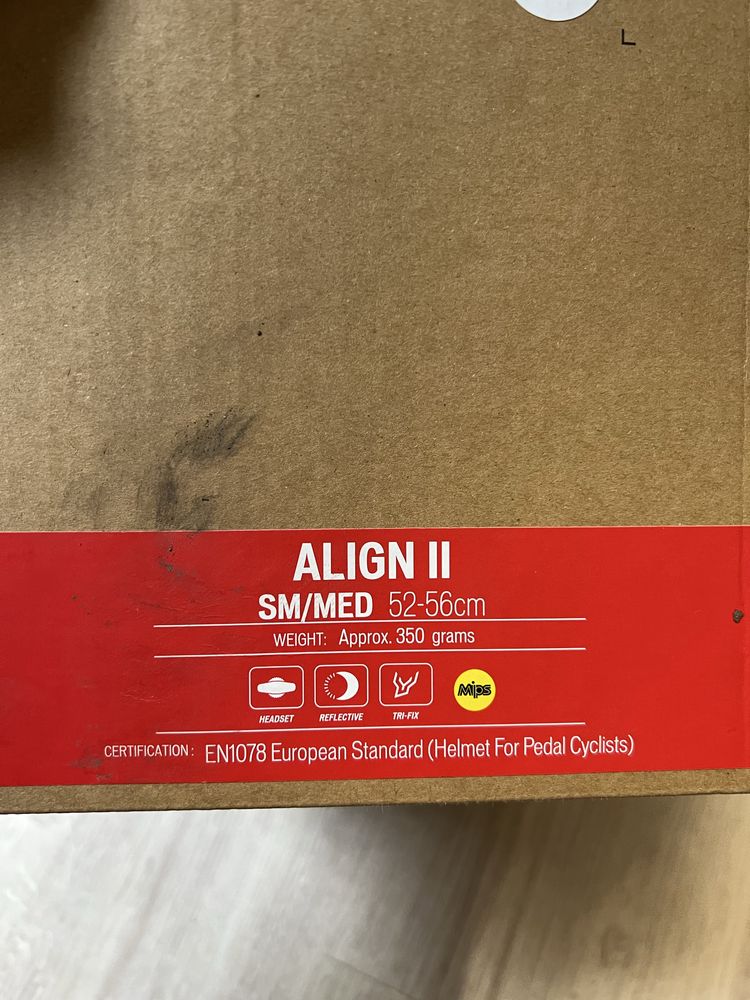 L
ALIGN II
SM/MED 52-56cm
WEIGHT: Approx. 350 grams
HEADSET REFLECTIVE TRI-FIX Mips
CERTIFICATION: EN1078 European Standard (Helmet For Pedal Cyclists)